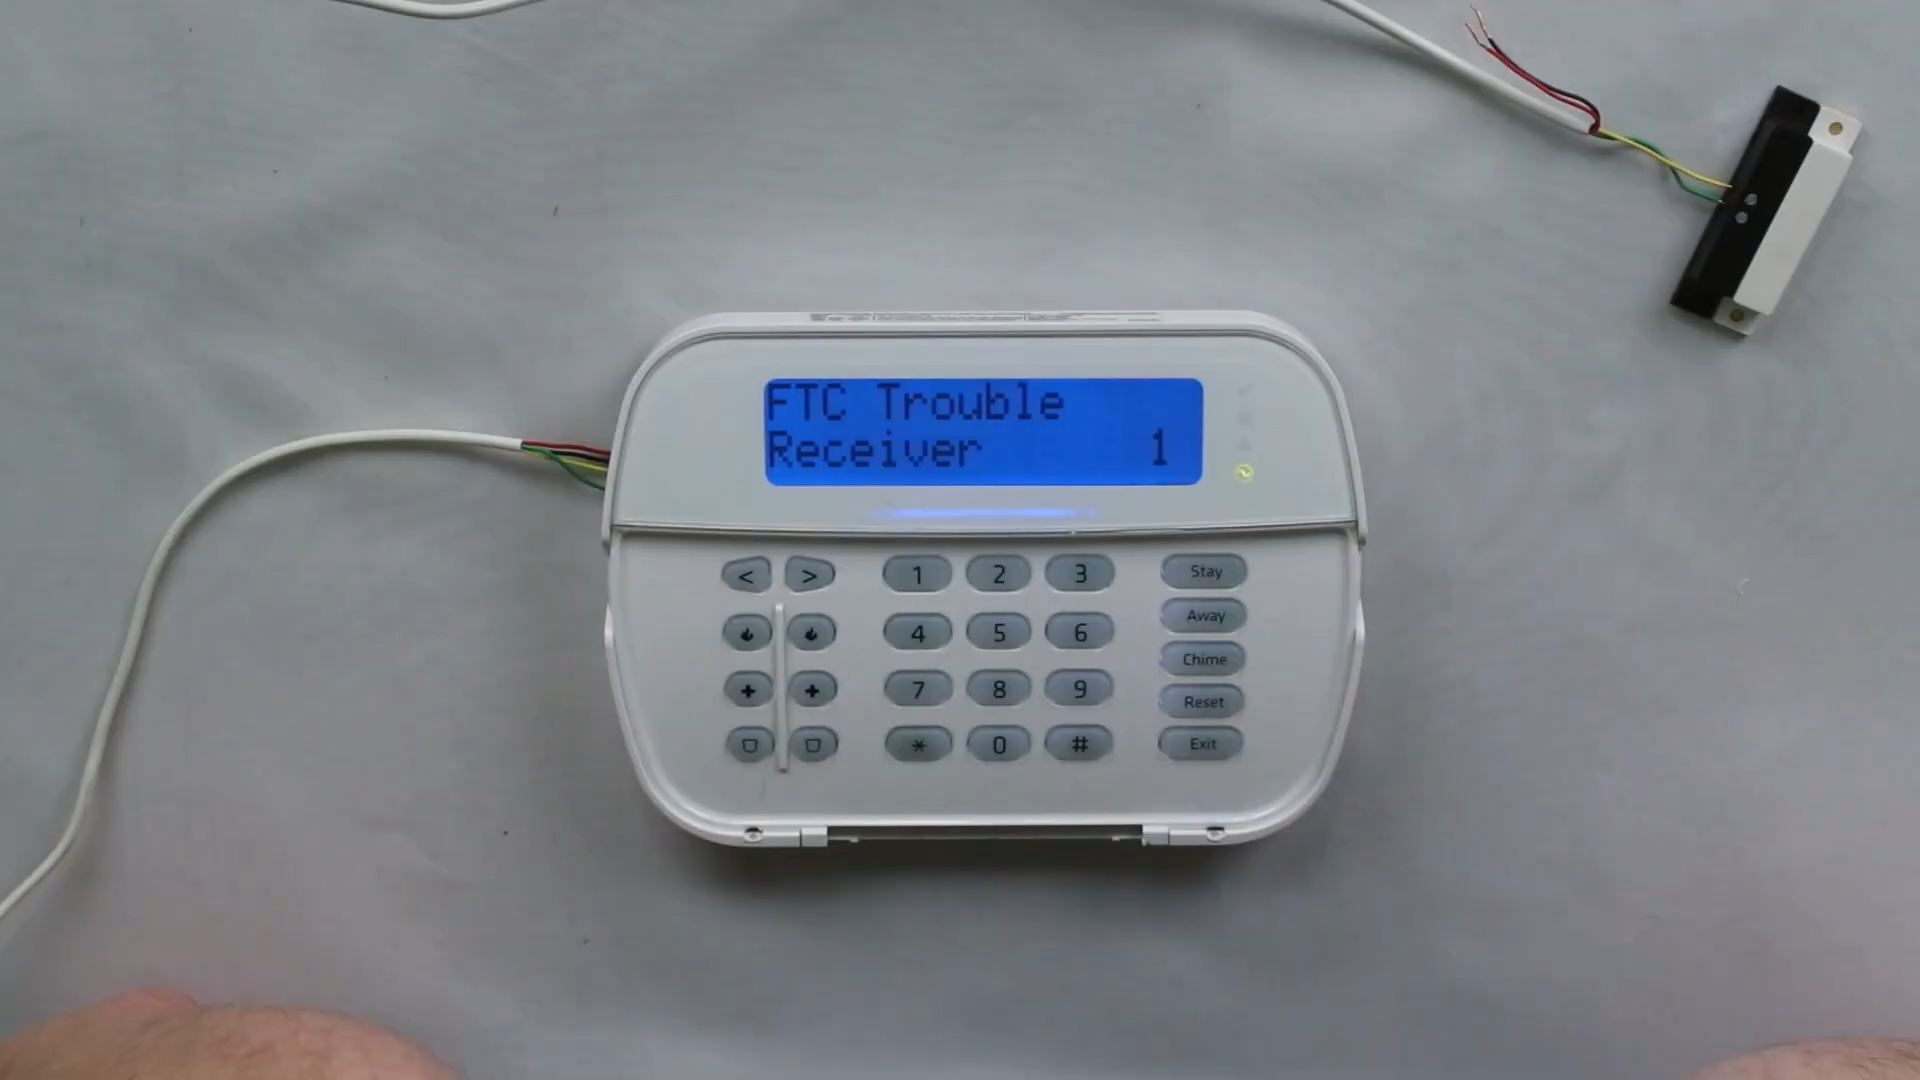 FTC Trouble
Receiver 1
< > 1 2 3 Stay
4 5 6 Away
Chime
7 8 9 Reset
* 0 # Exit